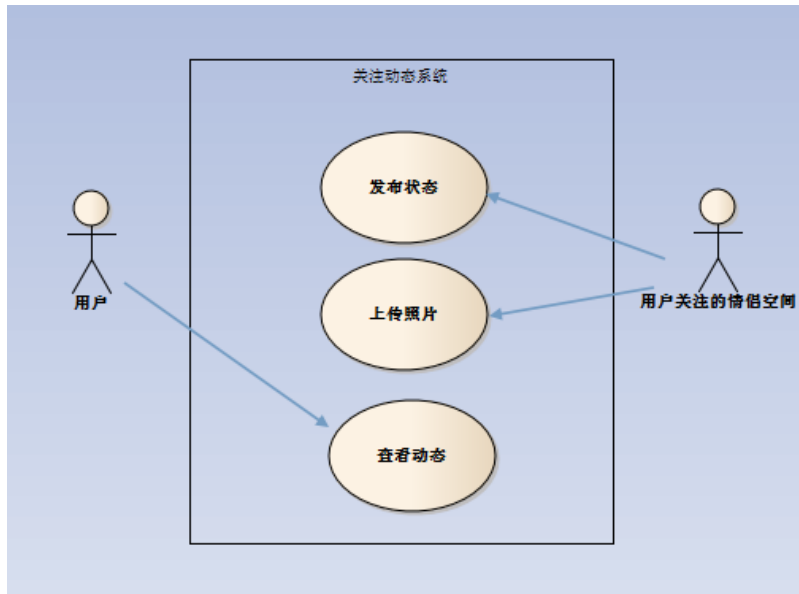 关注动态系统
发布状态
上传照片
用户
用户关注的情侣空间
查看动态